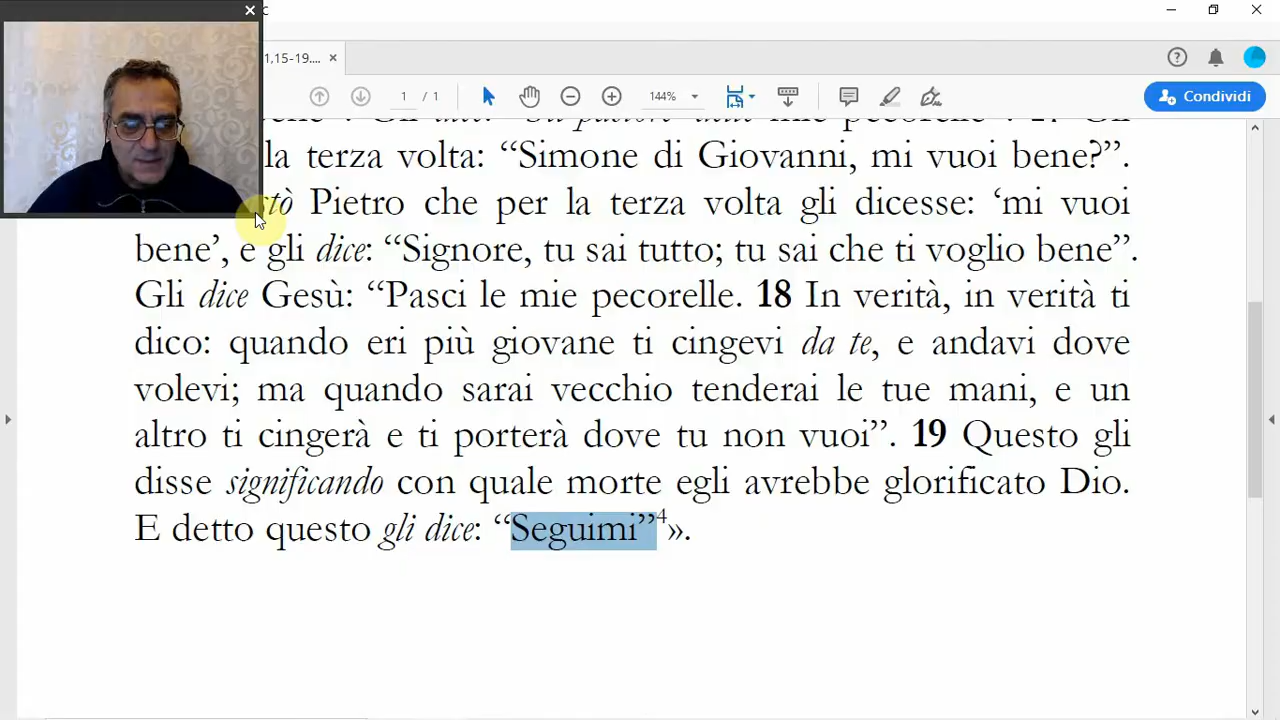 1,15-19....
1 / 1
144%
Condividi
la terza volta: “Simone di Giovanni, mi vuoi bene?”.
Pietro che per la terza volta gli dicesse: ‘mi vuoi
bene’, e gli dice: “Signore, tu sai tutto; tu sai che ti voglio bene”.
Gli dice Gesù: “Pasci le mie pecorelle. 18 In verità, in verità ti
dico: quando eri più giovane ti cingevi da te, e andavi dove
volevi; ma quando sarai vecchio tenderai le tue mani, e un
altro ti cingerà e ti porterà dove tu non vuoi”. 19 Questo gli
disse significando con quale morte egli avrebbe glorificato Dio.
E detto questo gli dice: “Seguimi”4».